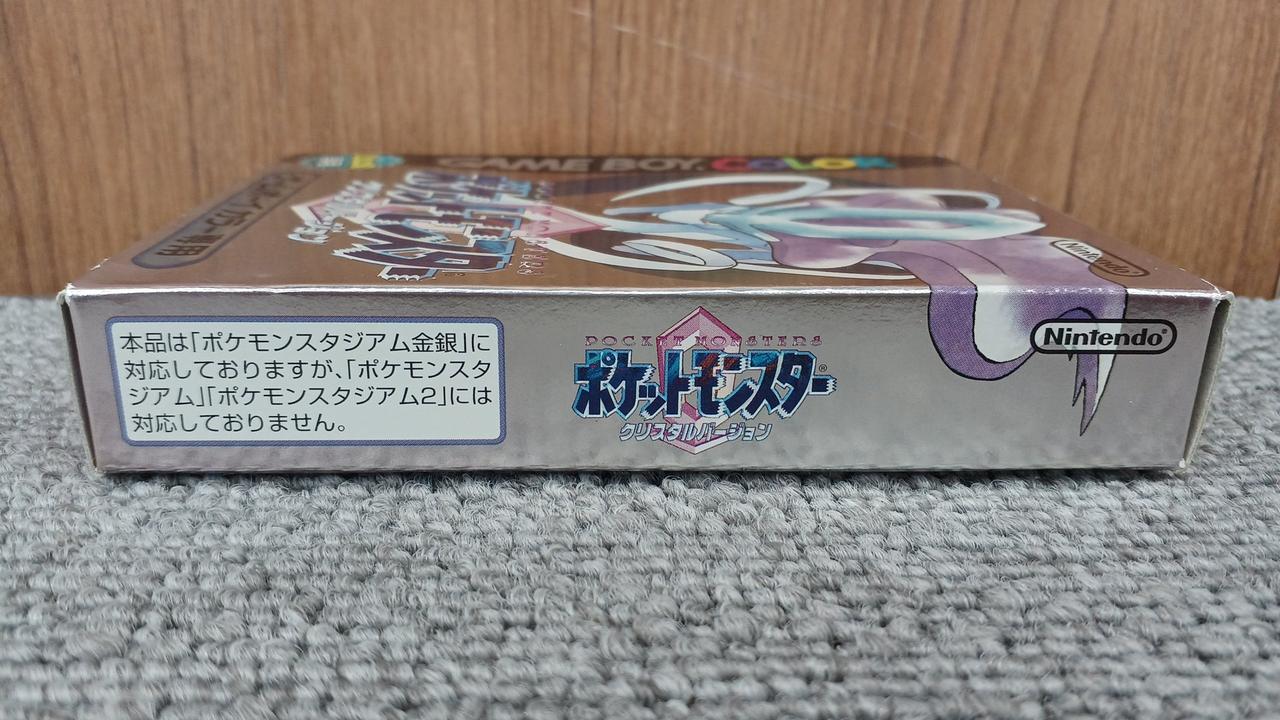 GAME BOY COLOR
Nintendo
本品は「ポケモンスタジアム金銀」に
対応しておりますが、「ポケモンスタ
ジアム」「ポケモンスタジアム2」には
対応しておりません。
POCKET MONSTERS
ポケットモンスター®
クリスタルバージョン
Nintendo®